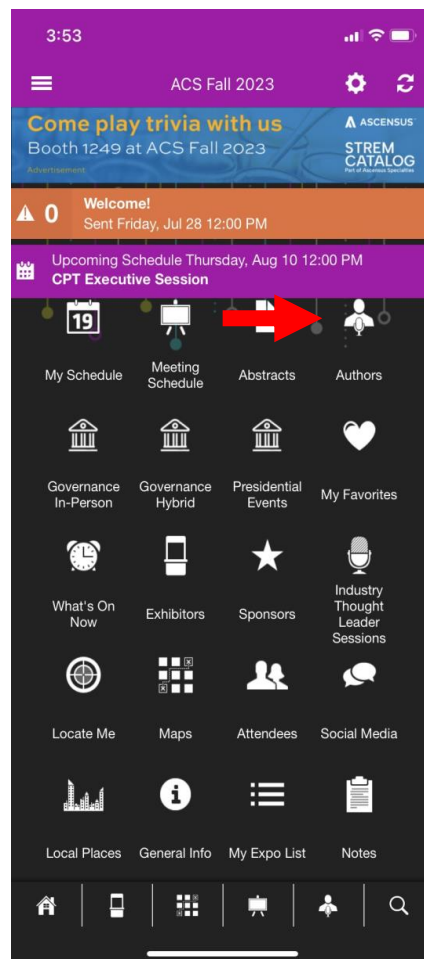 3:53
ACS Fall 2023
Come play trivia with us
Booth 1249 at ACS Fall 2023
Advertisement
ASCENSUS
STREM
CATALOG
Part of Ascensus Specialties
0
Welcome!
Sent Friday, Jul 28 12:00 PM
Upcoming Schedule Thursday, Aug 10 12:00 PM
CPT Executive Session
19
My Schedule
Meeting
Schedule
Abstracts
Authors
Governance
In-Person
Governance
Hybrid
Presidential
Events
My Favorites
What's On
Now
Exhibitors
Sponsors
Industry
Thought
Leader
Sessions
Locate Me
Maps
Attendees
Social Media
Local Places
General Info
My Expo List
Notes